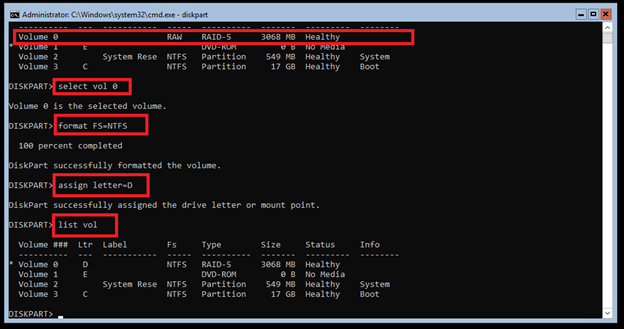 Administrator: C:\Windows\system32\cmd.exe - diskpart
---------- --- ----------- ----- ---------- ------- --------- --------
Volume 0 RAW RAID-5 3068 MB Healthy
* Volume 1 E DVD-ROM 0 B No Media
Volume 2 System Rese NTFS Partition 549 MB Healthy System
Volume 3 C NTFS Partition 17 GB Healthy Boot
DISKPART> select vol 0
Volume 0 is the selected volume.
DISKPART> format FS=NTFS
100 percent completed
DiskPart successfully formatted the volume.
DISKPART> assign letter=D
DiskPart successfully assigned the drive letter or mount point.
DISKPART> list vol
Volume ### Ltr Label Fs Type Size Status Info
---------- --- ----------- ----- ---------- ------- --------- --------
* Volume 0 D NTFS RAID-5 3068 MB Healthy
Volume 1 E DVD-ROM 0 B No Media
Volume 2 System Rese NTFS Partition 549 MB Healthy System
Volume 3 C NTFS Partition 17 GB Healthy Boot
DISKPART> _